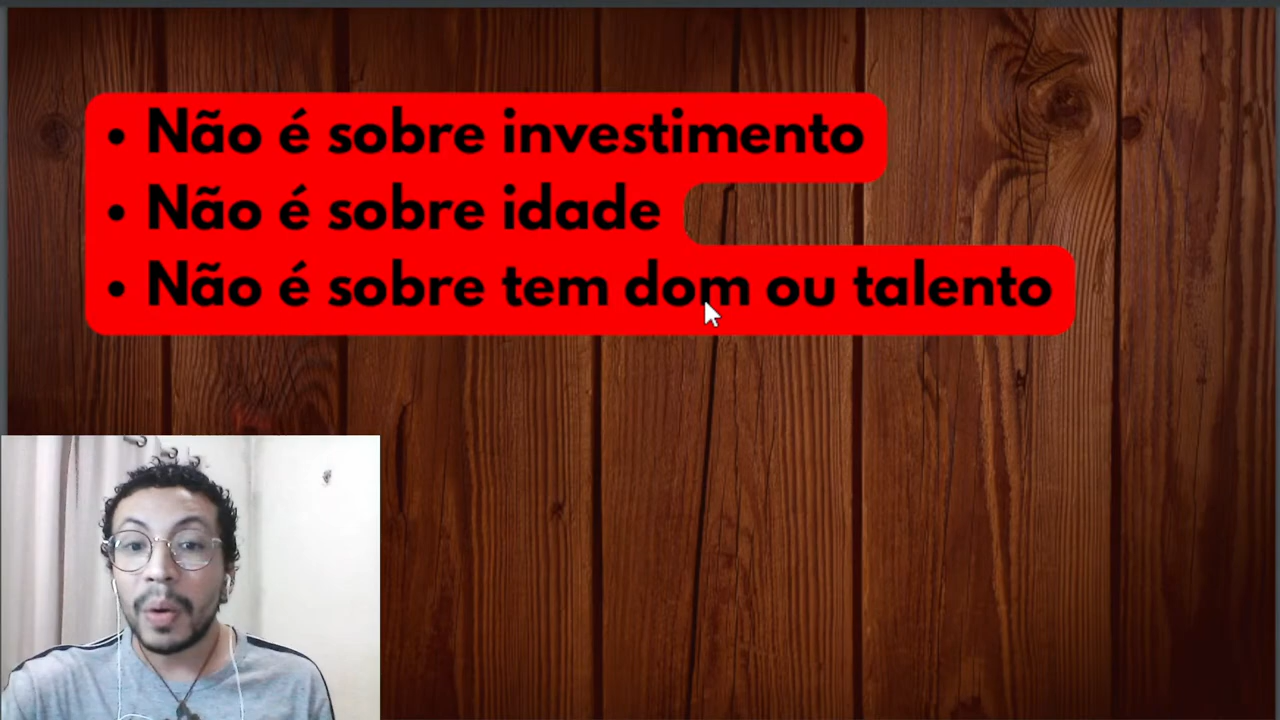 • Não é sobre investimento
• Não é sobre idade
• Não é sobre tem dom ou talento